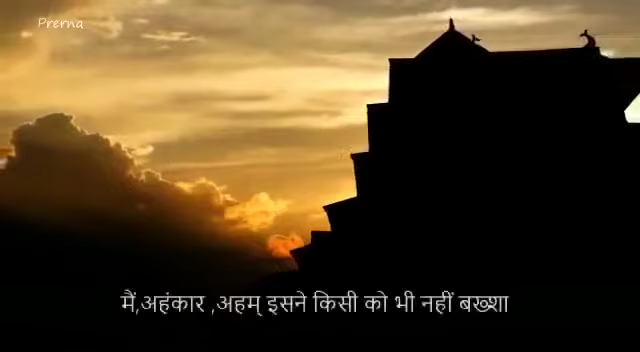 Prerna
मैं,अहंकार ,अहम् इसने किसी को भी नहीं बख्शा